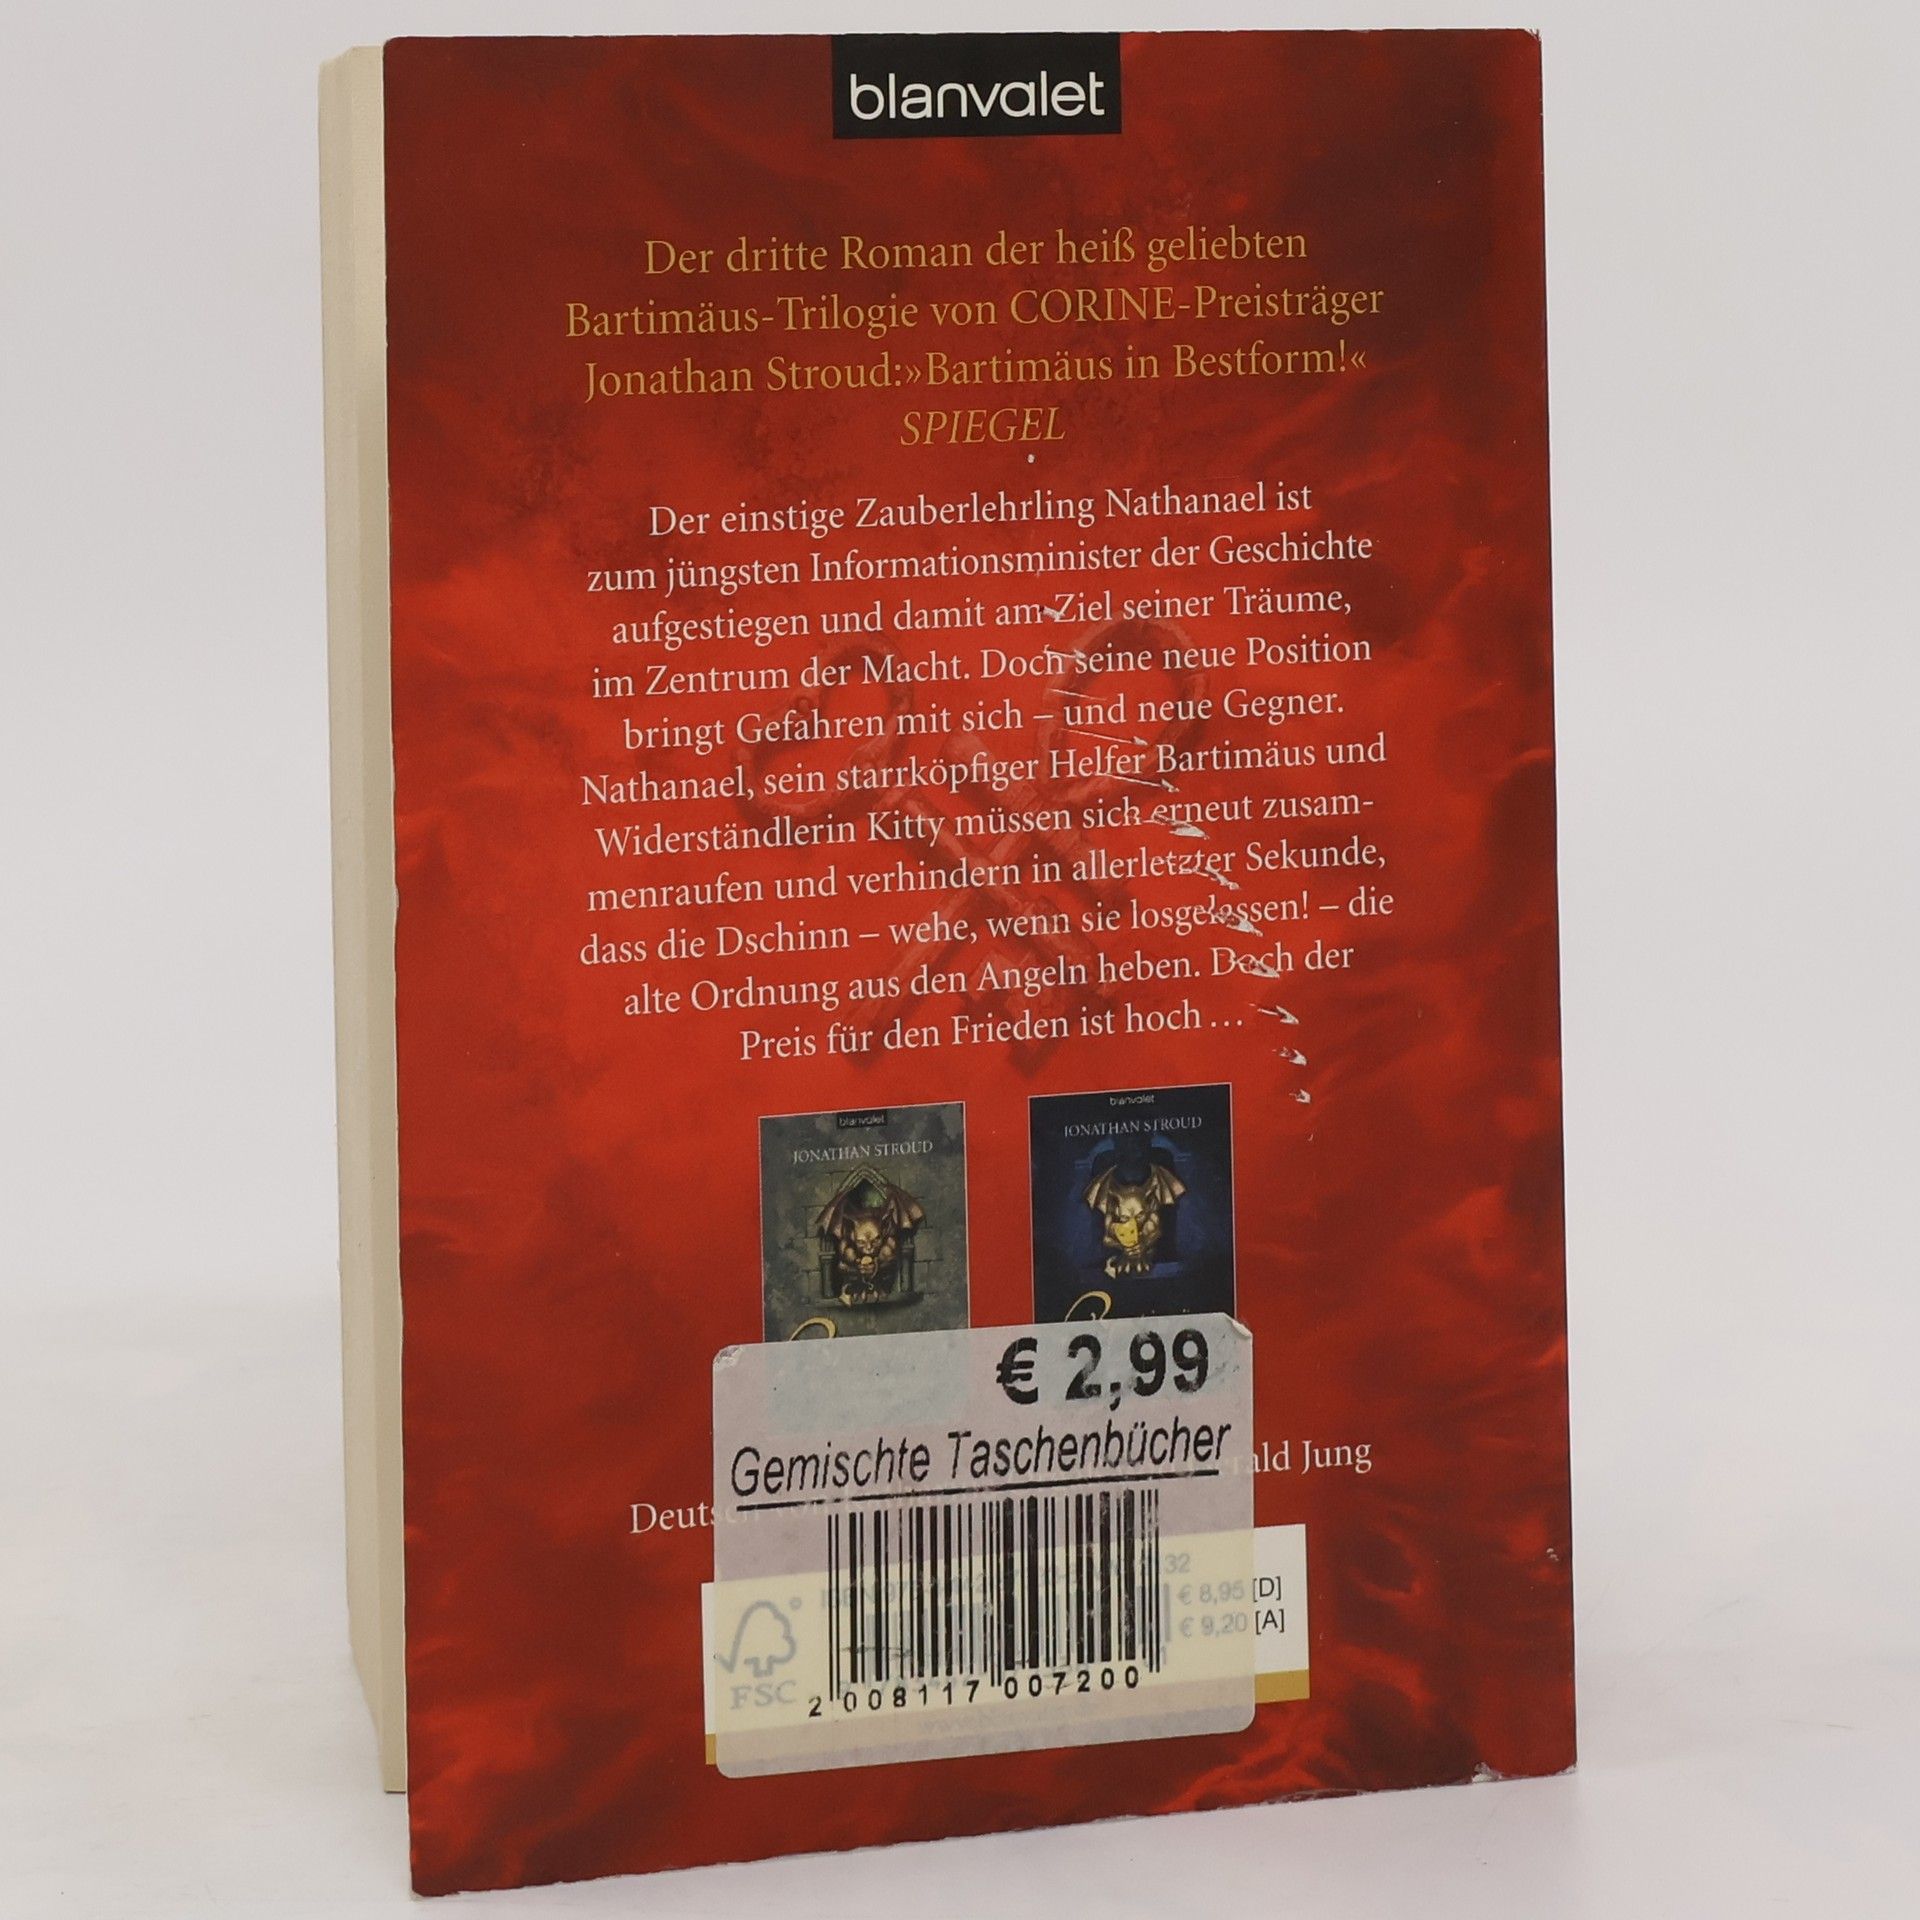 blanvalet
Der dritte Roman der heiß geliebten
Bartimäus-Trilogie von CORINE-Preisträger
Jonathan Stroud:»Bartimäus in Bestform!«
SPIEGEL
Der einstige Zauberlehrling Nathanael ist
zum jüngsten Informationsminister der Geschichte
aufgestiegen und damit am Ziel seiner Träume,
im Zentrum der Macht. Doch seine neue Position
bringt Gefahren mit sich – und neue Gegner.
Nathanael, sein starrköpfiger Helfer Bartimäus und
Widerständlerin Kitty müssen sich erneut zusam-
menraufen und verhindern in allerletzter Sekunde,
dass die Dschinn – wehe, wenn sie losgelassen! – die
alte Ordnung aus den Angeln heben. Doch der
Preis für den Frieden ist hoch …
blanvalet
JONATHAN STROUD
blanvalet
JONATHAN STROUD
€ 2,99
Gemischte Taschenbücher
Jung
€ 8,95 [D]
€ 9,20 [A]
FSC
2 008117 007200